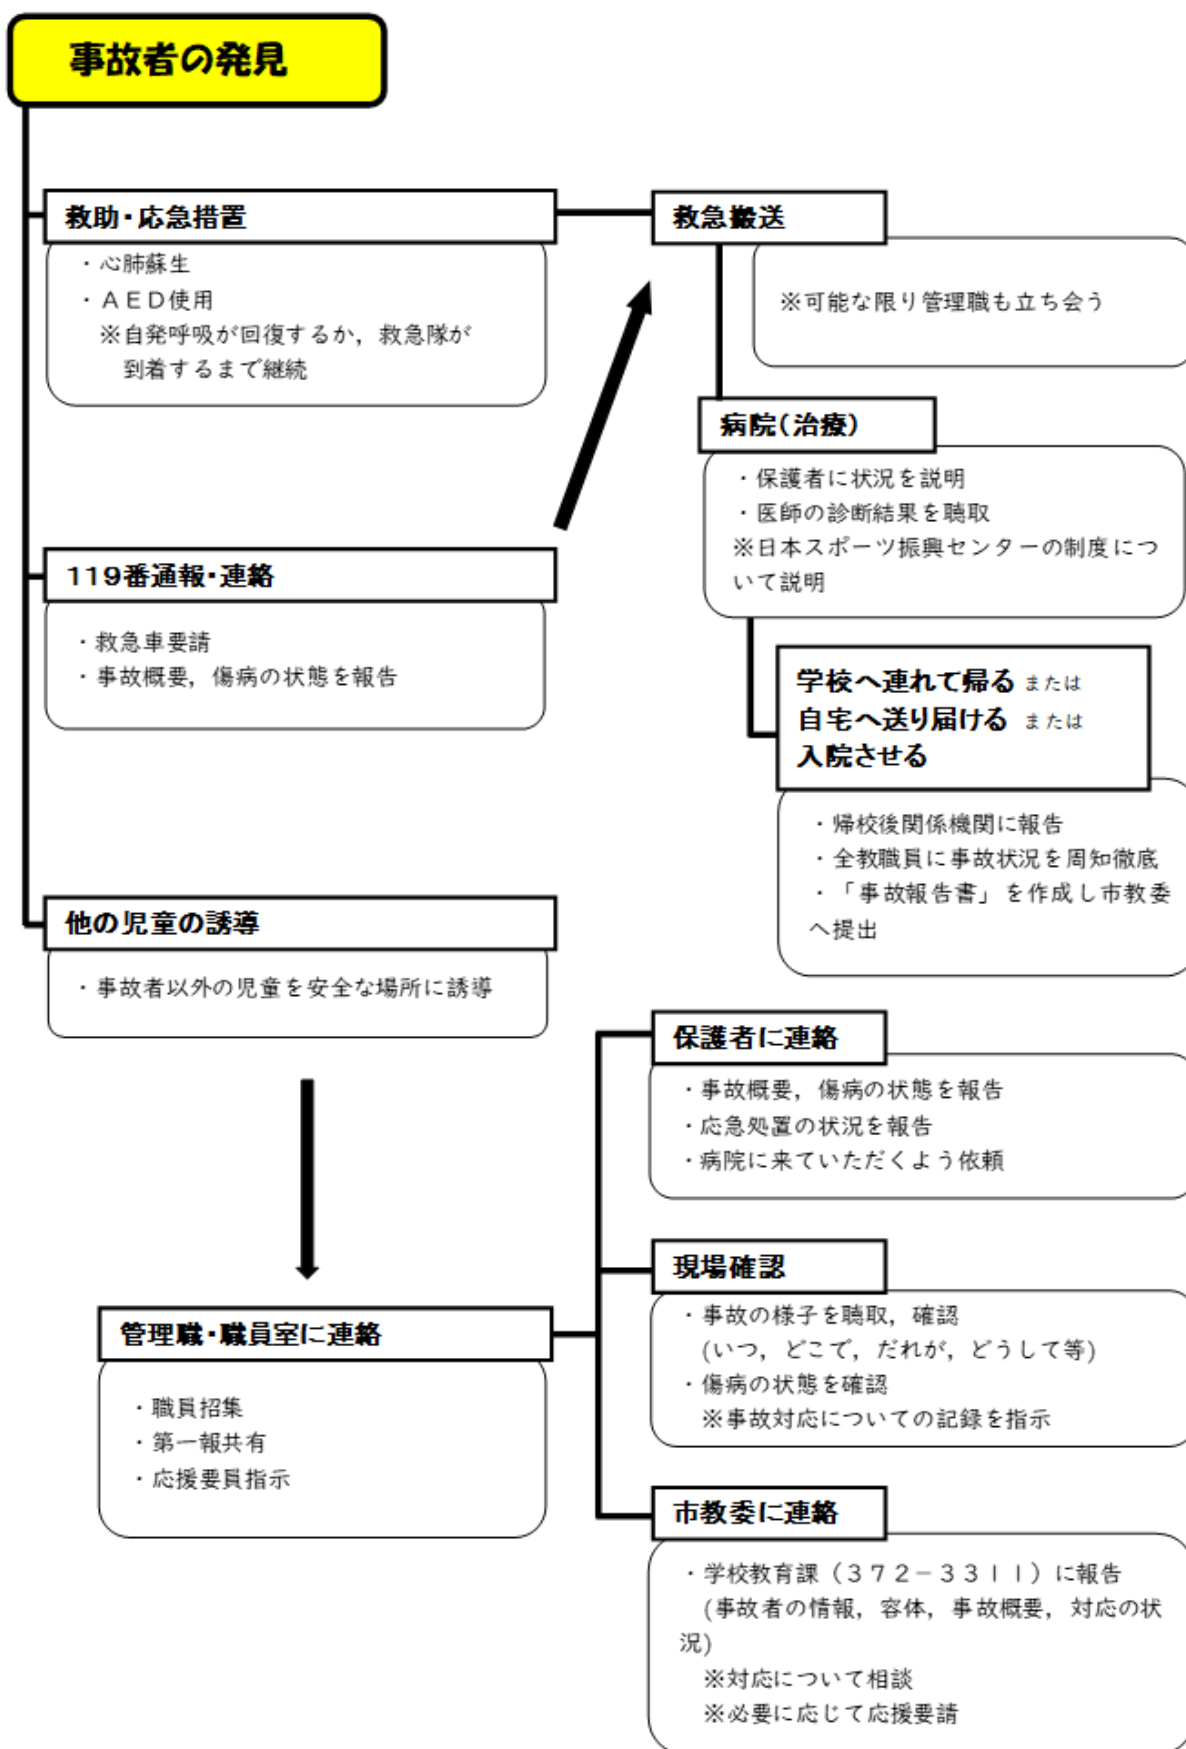 事故者の発見
救助・応急措置
・心肺蘇生
・ＡＥＤ使用
※自発呼吸が回復するか，救急隊が
到着するまで継続
救急搬送
※可能な限り管理職も立ち会う
病院（治療）
・保護者に状況を説明
・医師の診断結果を聴取
※日本スポーツ振興センターの制度につ
いて説明
119番通報・連絡
・救急車要請
・事故概要，傷病の状態を報告
学校へ連れて帰る または
自宅へ送り届ける または
入院させる
・帰校後関係機関に報告
・全教職員に事故状況を周知徹底
・「事故報告書」を作成し市教委
へ提出
他の児童の誘導
・事故者以外の児童を安全な場所に誘導
管理職・職員室に連絡
・職員招集
・第一報共有
・応援要員指示
保護者に連絡
・事故概要，傷病の状態を報告
・応急処置の状況を報告
・病院に来ていただくよう依頼
現場確認
・事故の様子を聴取，確認
(いつ，どこで，だれが，どうして等)
・傷病の状態を確認
※事故対応についての記録を指示
市教委に連絡
・学校教育課（３７２－３３１１）に報告
(事故者の情報，容体，事故概要，対応の状
況)
※対応について相談
※必要に応じて応援要請